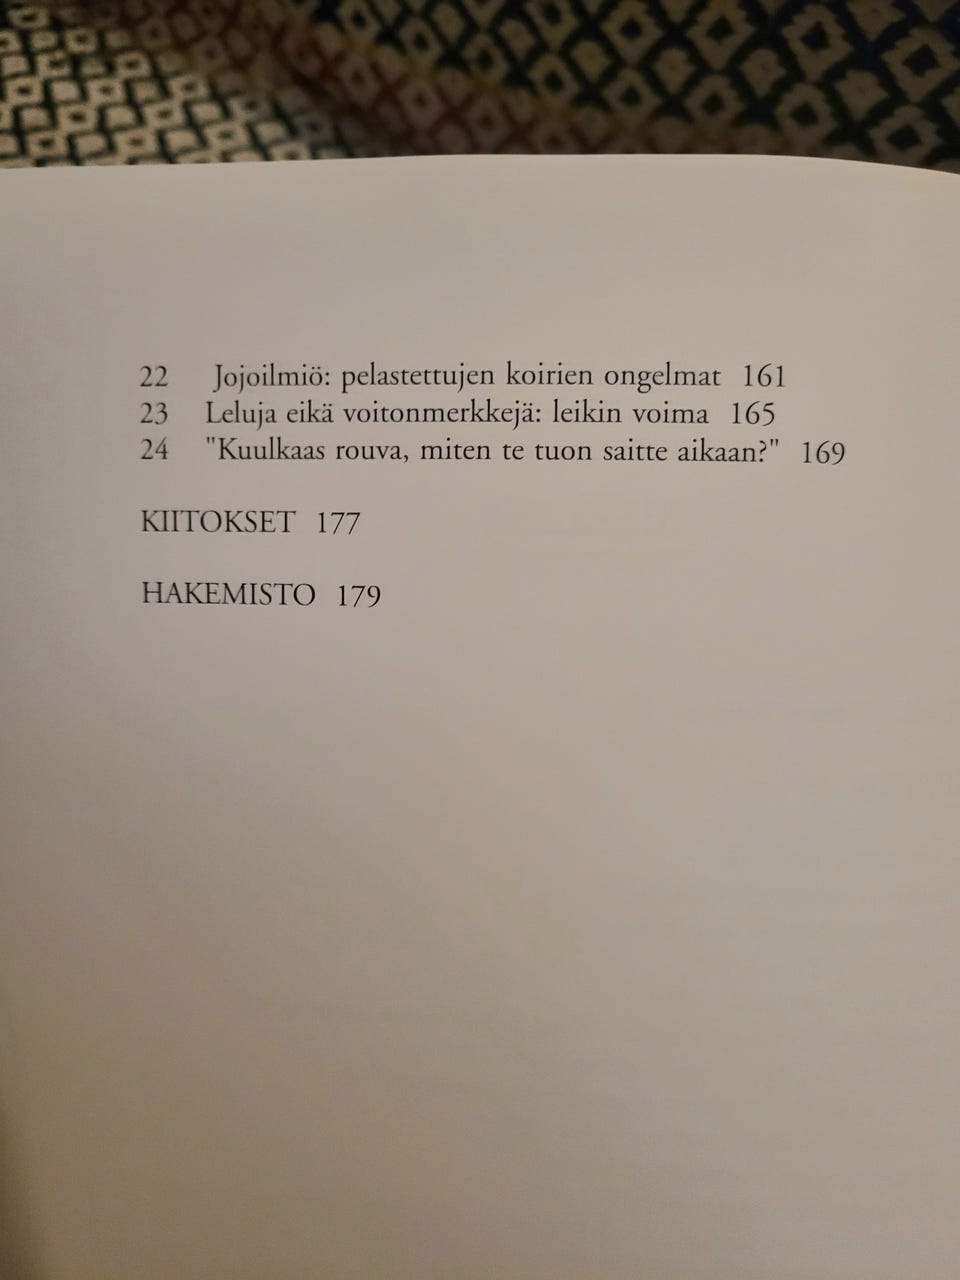 22 Jojoilmiö: pelastettujen koirien ongelmat 161
23 Leluja eikä voitonmerkkejä: leikin voima 165
24 "Kuulkaas rouva, miten te tuon saitte aikaan?" 169
KIITOKSET 177
HAKEMISTO 179